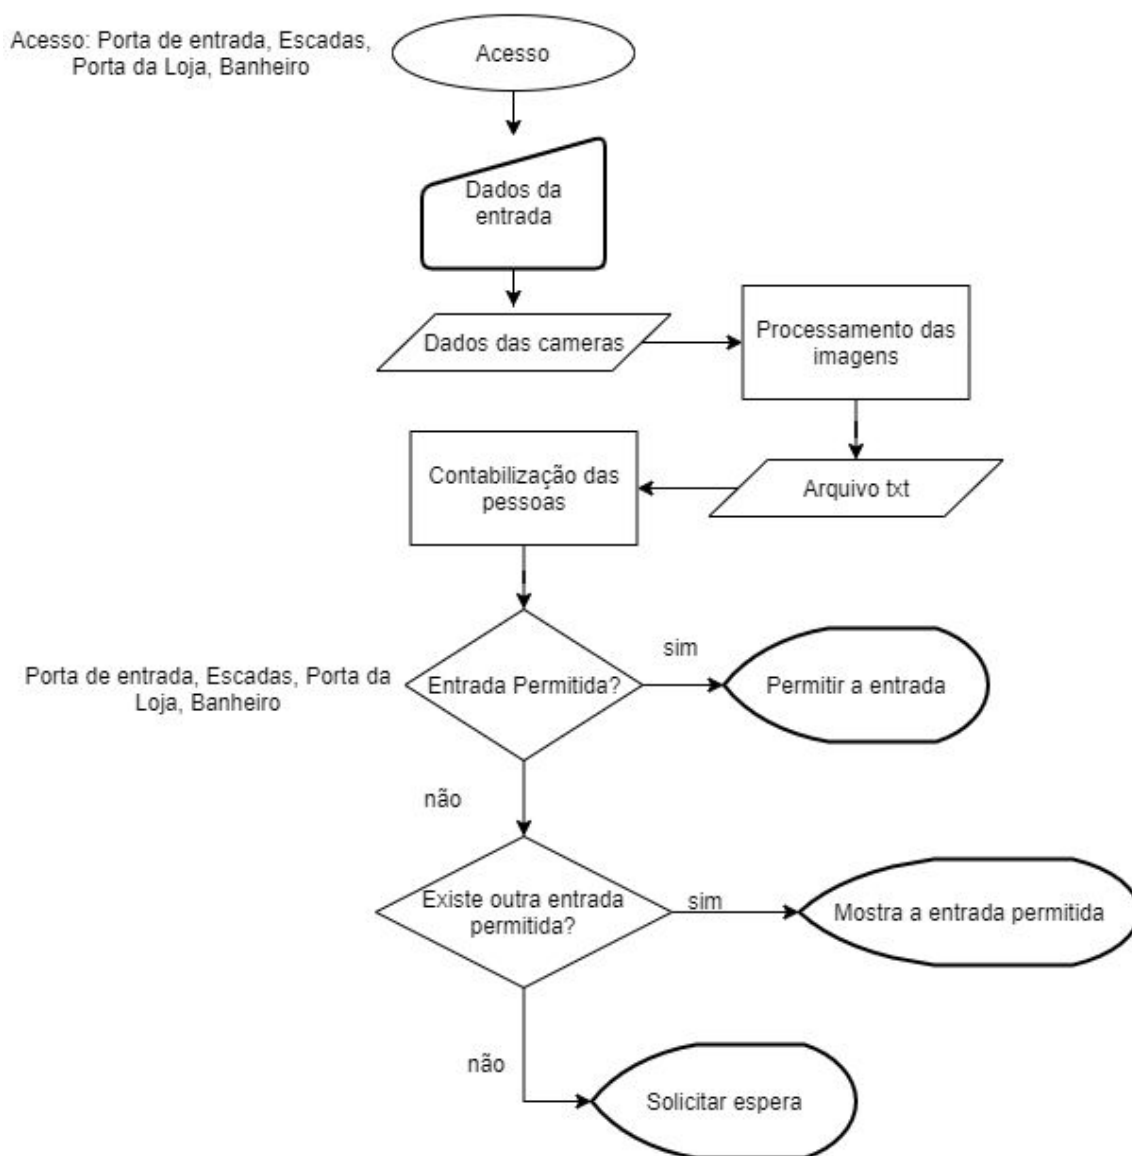 Acesso: Porta de entrada, Escadas,
Porta da Loja, Banheiro
Acesso
Dados da
entrada
Dados das cameras
Processamento das
imagens
Arquivo txt
Contabilização das
pessoas
Porta de entrada, Escadas, Porta da
Loja, Banheiro
Entrada Permitida?
sim
Permitir a entrada
não
Existe outra entrada
permitida?
sim
Mostra a entrada permitida
não
Solicitar espera